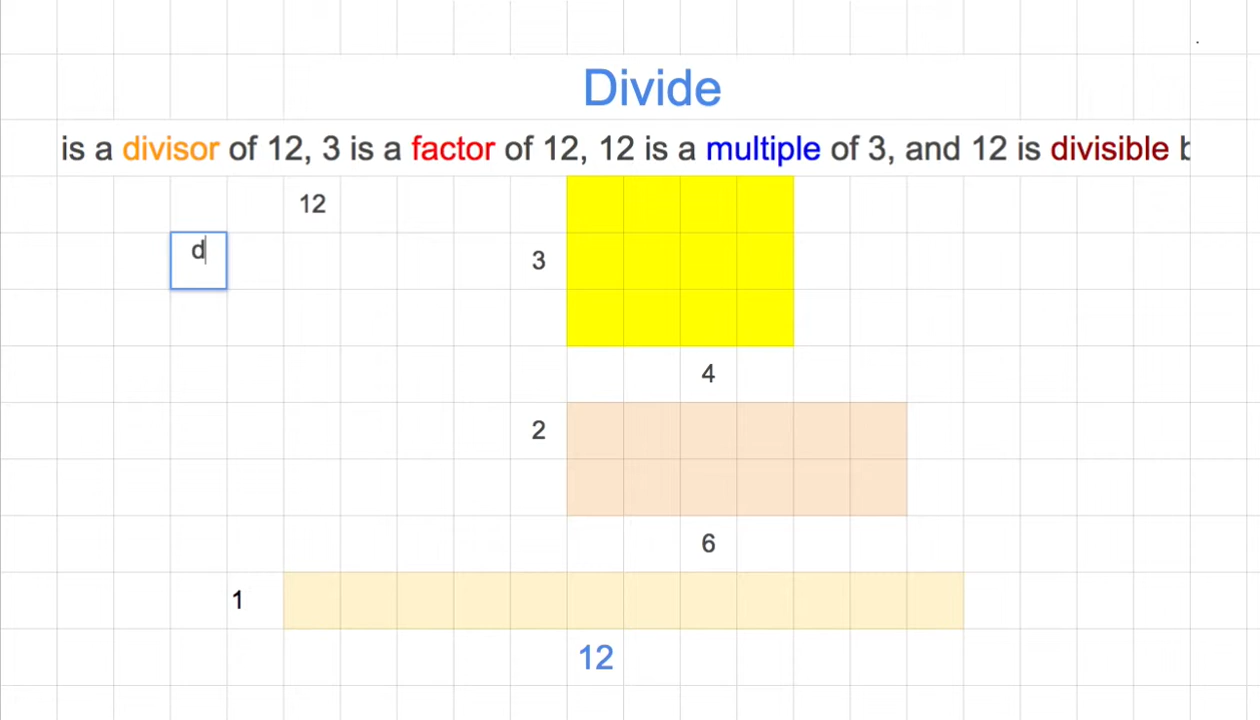 Divide
is a divisor of 12, 3 is a factor of 12, 12 is a multiple of 3, and 12 is divisible b
12
d
3
4
2
6
1
12